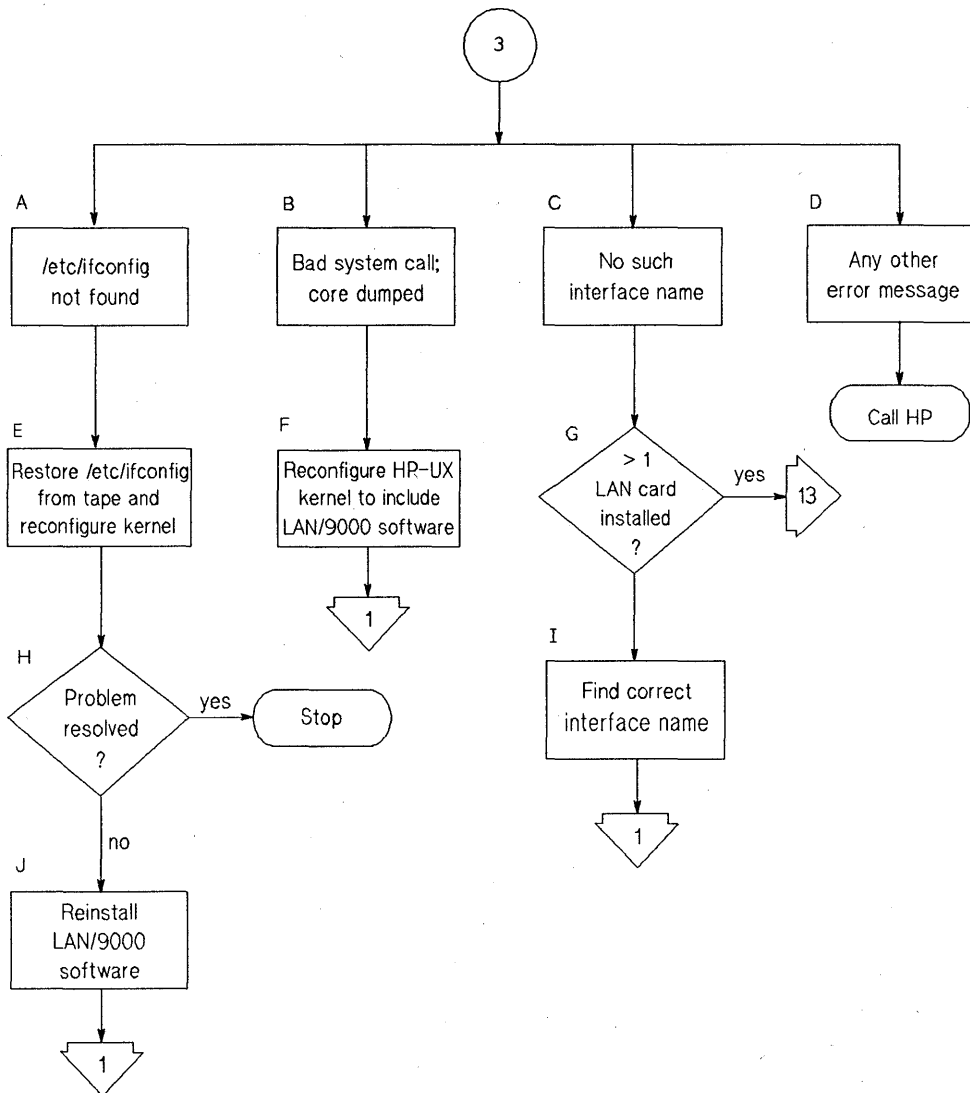 3
A
/etc/ifconfig
not found
B
Bad system call;
core dumped
C
No such
interface name
D
Any other
error message
Call HP
E
Restore /etc/ifconfig
from tape and
reconfigure kernel
F
Reconfigure HP-UX
kernel to include
LAN/9000 software
1
G
> 1
LAN card
installed
?
yes
13
H
Problem
resolved
?
yes
Stop
I
Find correct
interface name
1
no
J
Reinstall
LAN/9000
software
1